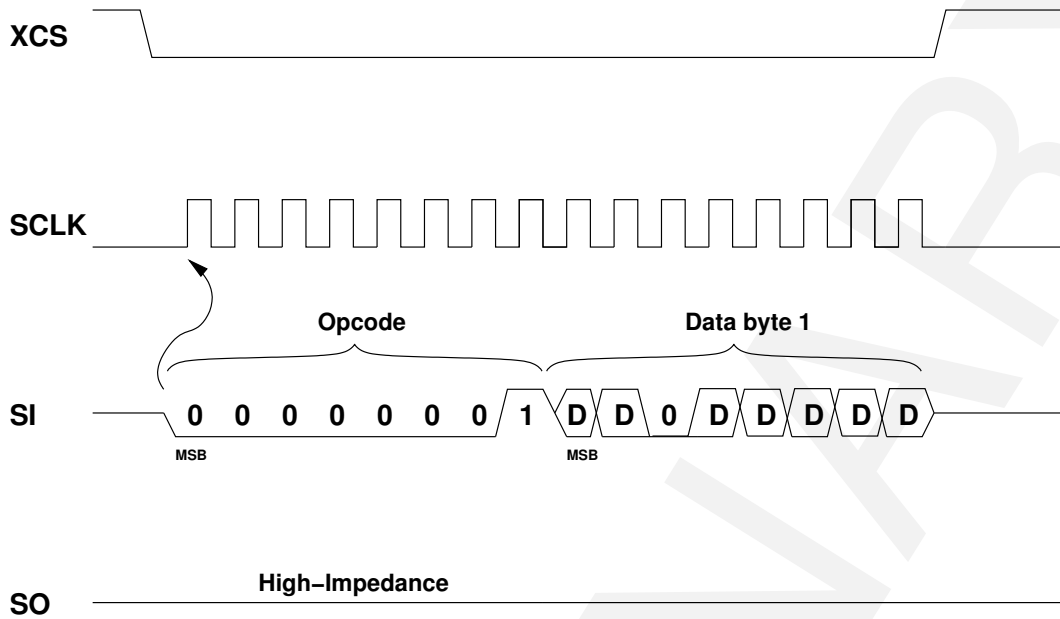 XCS
SCLK
Opcode Data byte 1
SI 0 0 0 0 0 0 0 1 D D 0 D D D D D
MSB MSB
High−Impedance
SO